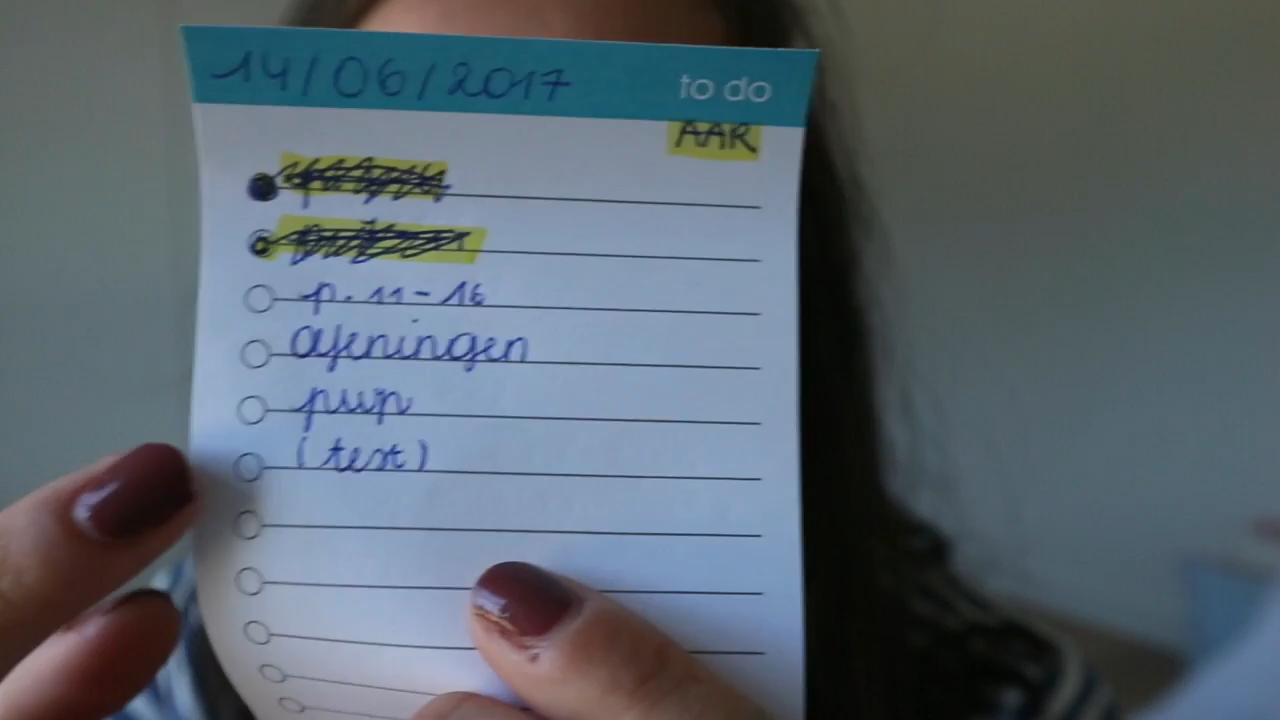 14/06/2017 to do
AAR
p. 11-16
oefeningen
pup
(test)